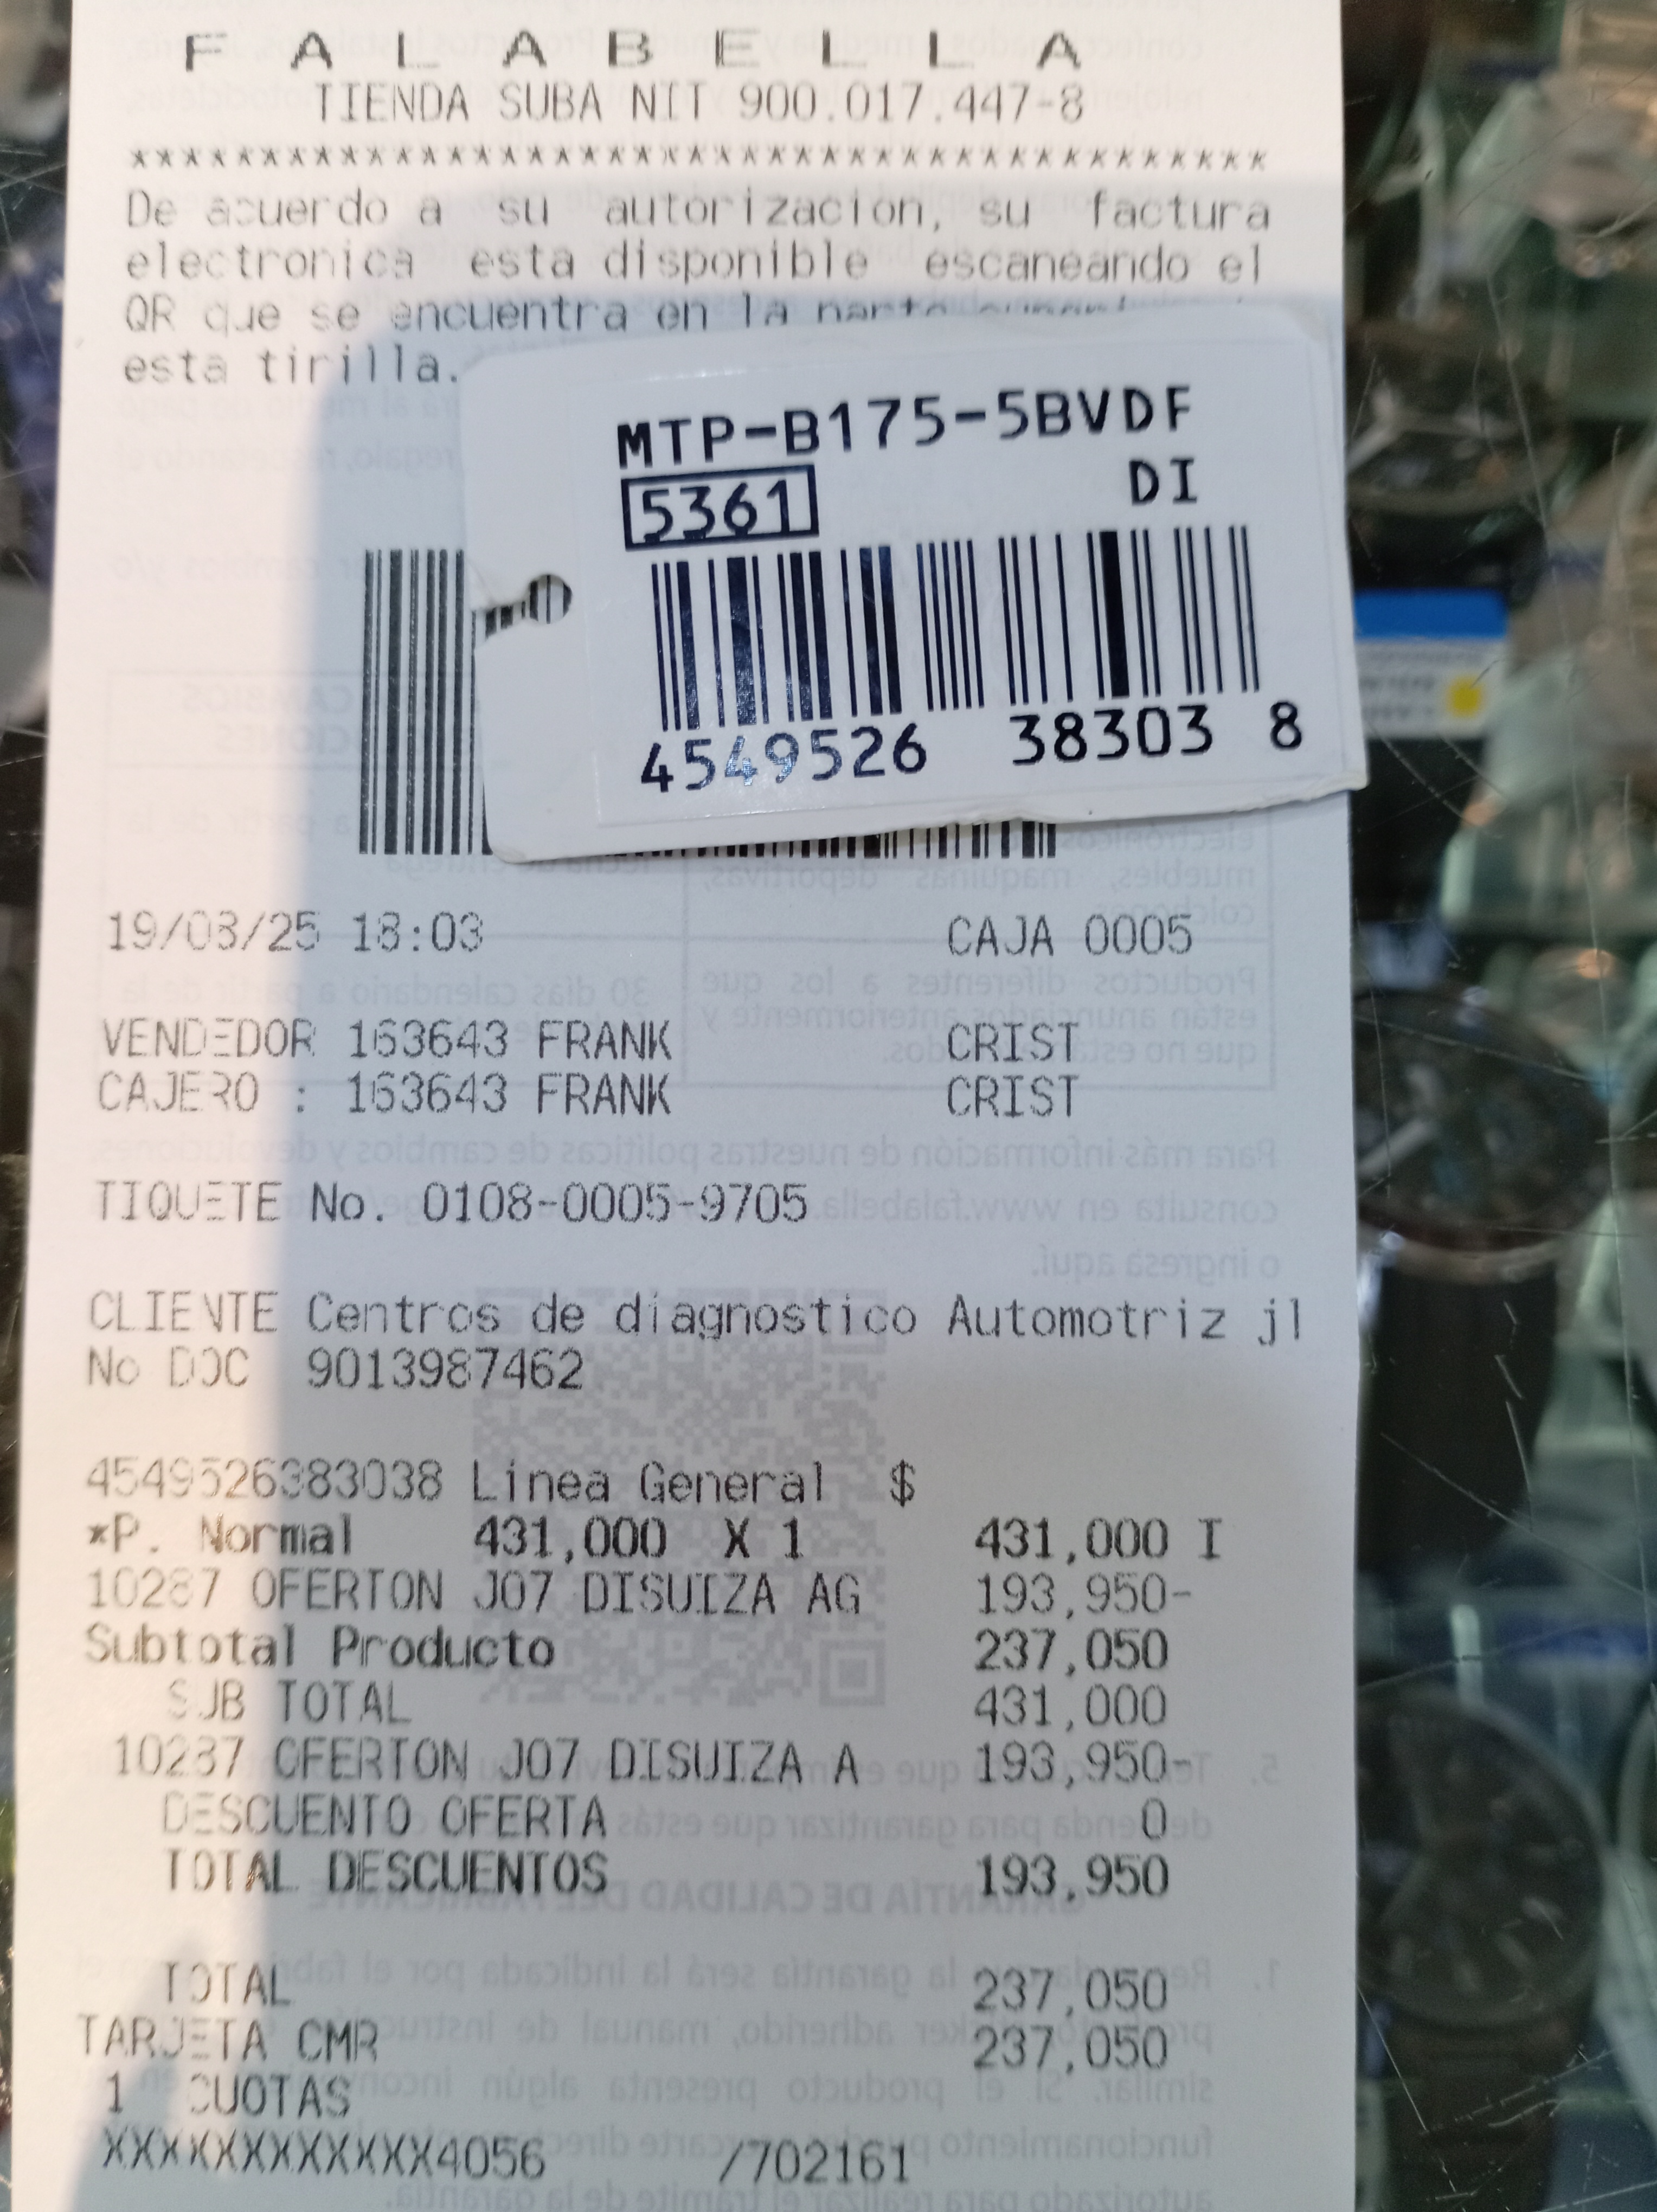 F A L A B E L L A
TIENDA SUBA NIT 900.017.447-8
*******************************************
De acuerdo a su autorizacion, su factura
electronica esta disponible escaneando el
QR que se encuentra en la parte
esta tirilla.
MTP-B175-5BVDF
5361 DI
4549526 38303 8
19/08/25 18:03 CAJA 0005
VENDEDOR 163643 FRANK CRIST
CAJERO : 163643 FRANK CRIST
TIQUETE No. 0108-0005-9705
CLIENTE Centros de diagnostico Automotriz jl
No DOC 9013987462
4549526383038 Linea General $
*P. Normal 431,000 X 1 431,000 I
10287 OFERTON J07 DISUIZA AG 193,950-
Subtotal Producto 237,050
SUB TOTAL 431,000
10287 OFERTON J07 DISUIZA A 193,950-
DESCUENTO OFERTA 0
TOTAL DESCUENTOS 193,950
TOTAL 237,050
TARJETA CMR 237,050
1 CUOTAS
XXXXXXXXXXXX4056 /702161